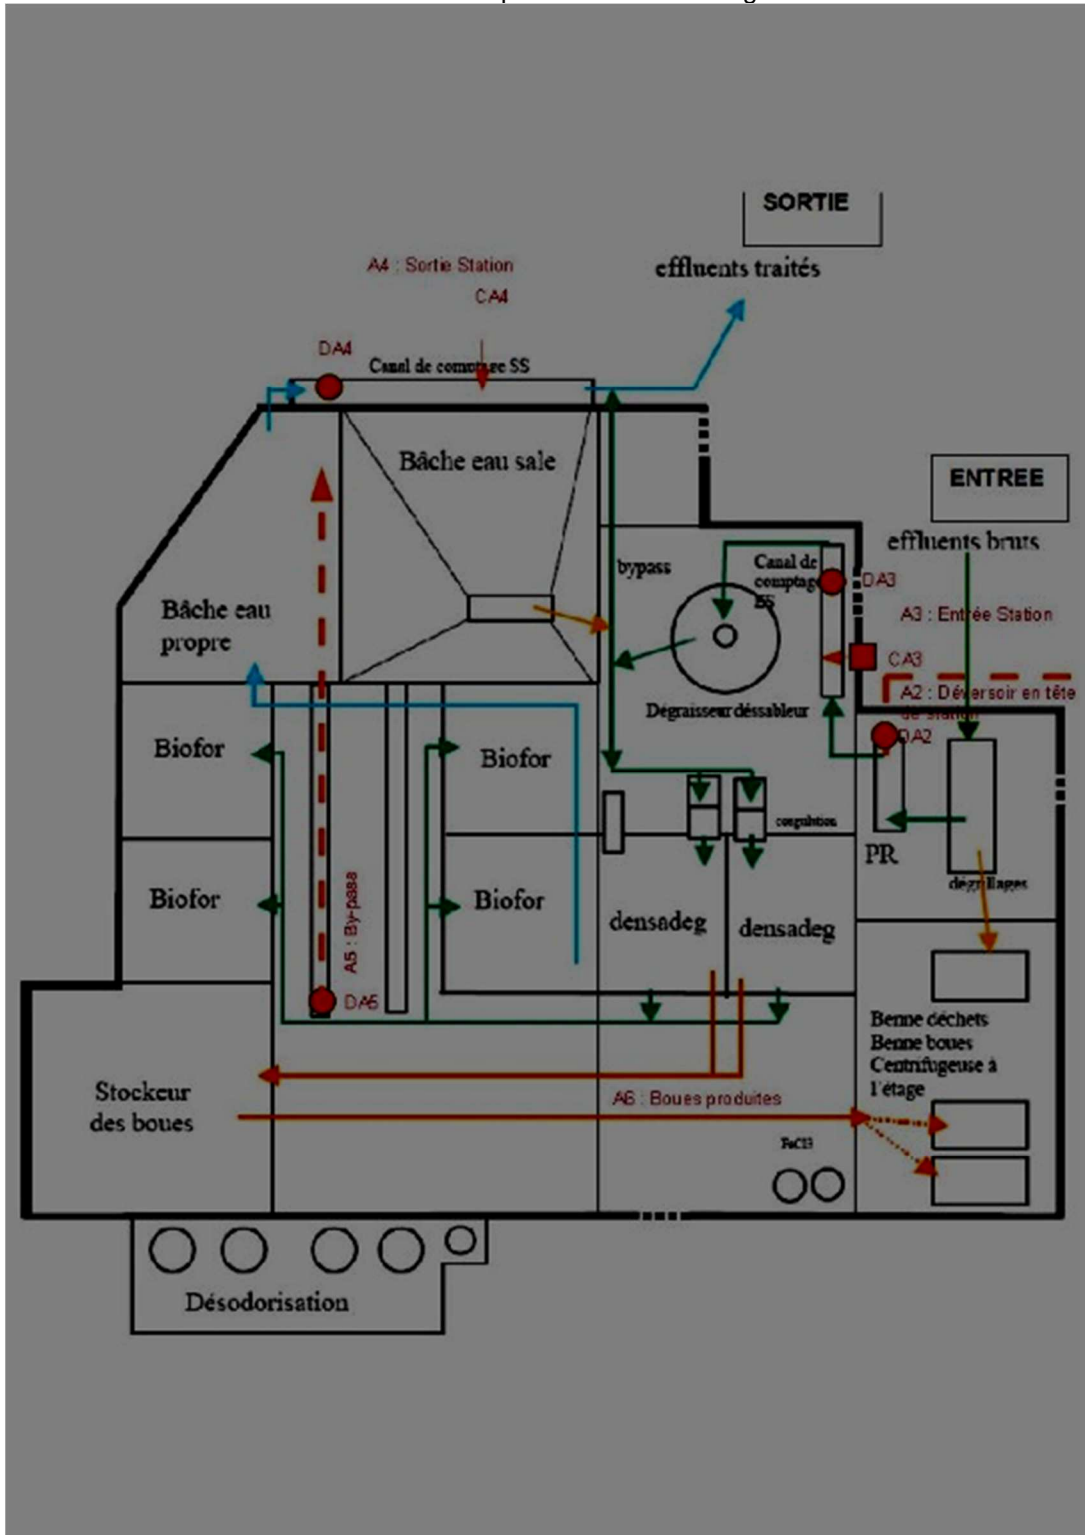 SORTIE
effluents traités
A4 : Sortie Station
CA4
DA4
Canal de comptage SS
Bâche eau sale
ENTREE
effluents bruts
bypass
Canal de
comptage
ES
DA3
A3 : Entrée Station
CA3
A2 : Déversoir en tête
de station
DA2
Bâche eau
propre
Dégraisseur déssableur
Biofor
Biofor
coagulation
PR
dégrillages
Biofor
Biofor
A5 : By-pass
densadeg
densadeg
DA5
Benne déchets
Benne boues
Centrifugeuse à
l'étage
Stockeur
des boues
A6 : Boues produites
FeCl3
Désodorisation